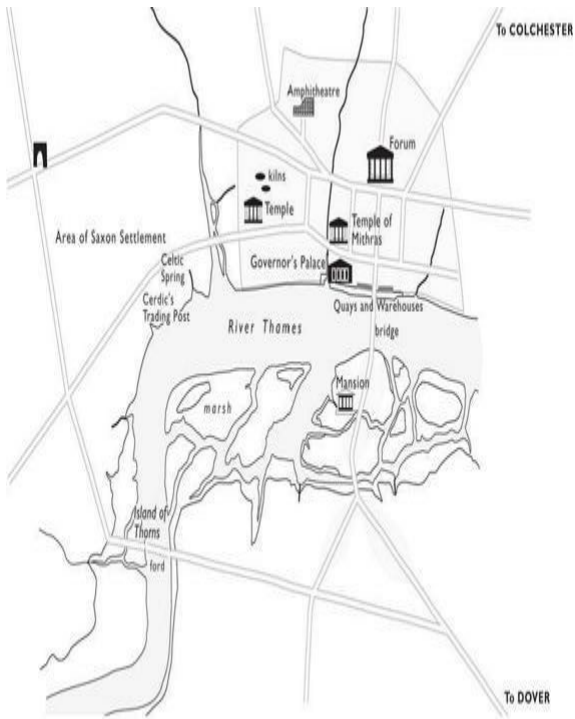 To COLCHESTER
Amphitheatre
Forum
kilns
Temple
Temple of
Mithras
Area of Saxon Settlement
Celtic
Spring
Governor's Palace
Cerdic's
Trading Post
Quays and Warehouses
River Thames
bridge
Mansion
marsh
Island of
Thorns
ford
To DOVER